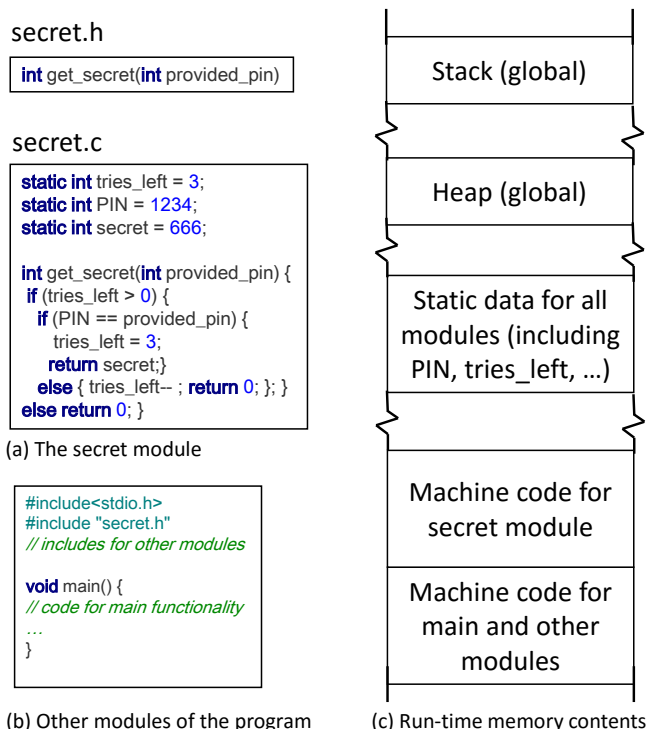 secret.h
int get_secret(int provided_pin)
secret.c
static int tries_left = 3;
static int PIN = 1234;
static int secret = 666;
int get_secret(int provided_pin) {
if (tries_left > 0) {
if (PIN == provided_pin) {
tries_left = 3;
return secret;}
else { tries_left-- ; return 0; }; }
else return 0; }
(a) The secret module
#include<stdio.h>
#include "secret.h"
// includes for other modules
void main() {
// code for main functionality
…
}
(b) Other modules of the program
Stack (global)
Heap (global)
Static data for all
modules (including
PIN, tries_left, …)
Machine code for
secret module
Machine code for
main and other
modules
(c) Run-time memory contents